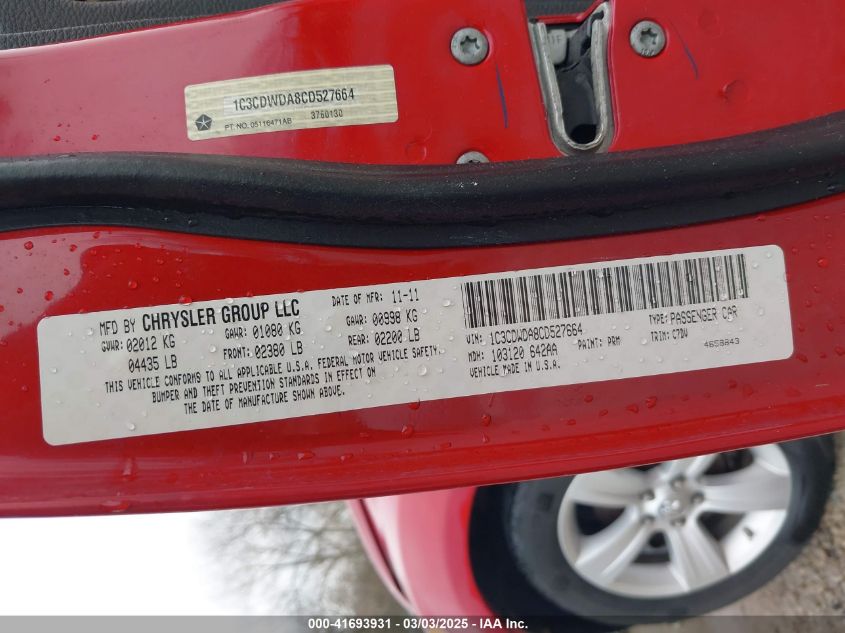 1C3CDWDA8CD527664
3760130
PT. NO. 05116471AB
MFD BY CHRYSLER GROUP LLC DATE OF MFR: 11-11
GVWR: 02012 KG GAWR: 01080 KG GAWR: 00998 KG
04435 LB FRONT: 02380 LB REAR: 02200 LB
THIS VEHICLE CONFORMS TO ALL APPLICABLE U.S.A. FEDERAL MOTOR VEHICLE SAFETY,
BUMPER AND THEFT PREVENTION STANDARDS IN EFFECT ON
THE DATE OF MANUFACTURE SHOWN ABOVE.
VIN: 1C3CDWDA8CD527664 TYPE: PASSENGER CAR
MDH: 103120 642AA PAINT: PRM TRIM: C7DV
VEHICLE MADE IN U.S.A. 4658843
100-41693931 - 03/03/2025 - IAA Inc.